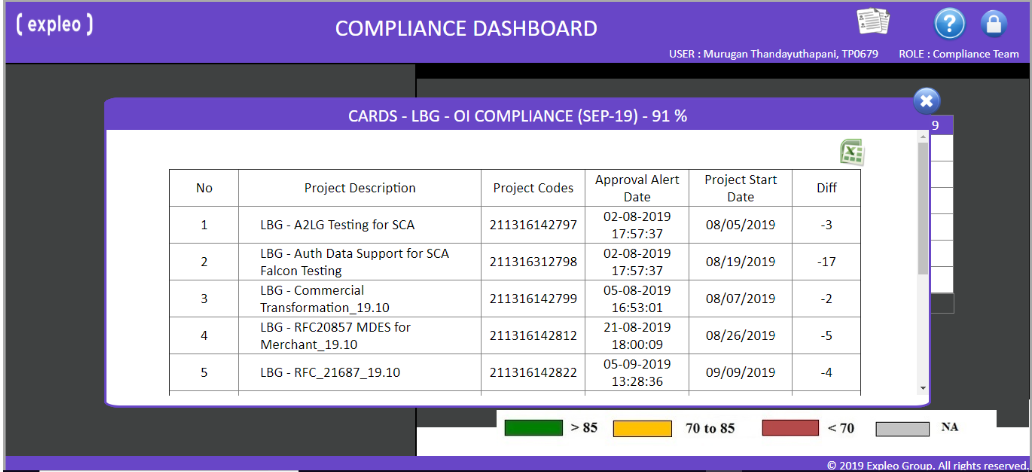 ( expleo )
COMPLIANCE DASHBOARD
USER : Murugan Thandayuthapani, TP0679 ROLE : Compliance Team
CARDS - LBG - OI COMPLIANCE (SEP-19) - 91 %
9
No Project Description Project Codes Approval Alert Date Project Start Date Diff
1 LBG - A2LG Testing for SCA 211316142797 02-08-2019 17:57:37 08/05/2019 -3
2 LBG - Auth Data Support for SCA Falcon Testing 211316312798 02-08-2019 17:57:37 08/19/2019 -17
3 LBG - Commercial Transformation_19.10 211316142799 05-08-2019 16:53:01 08/07/2019 -2
4 LBG - RFC20857 MDES for Merchant_19.10 211316142812 21-08-2019 18:00:09 08/26/2019 -5
5 LBG - RFC_21687_19.10 211316142822 05-09-2019 13:28:36 09/09/2019 -4
> 85 70 to 85 < 70 NA
© 2019 Expleo Group. All rights reserved.